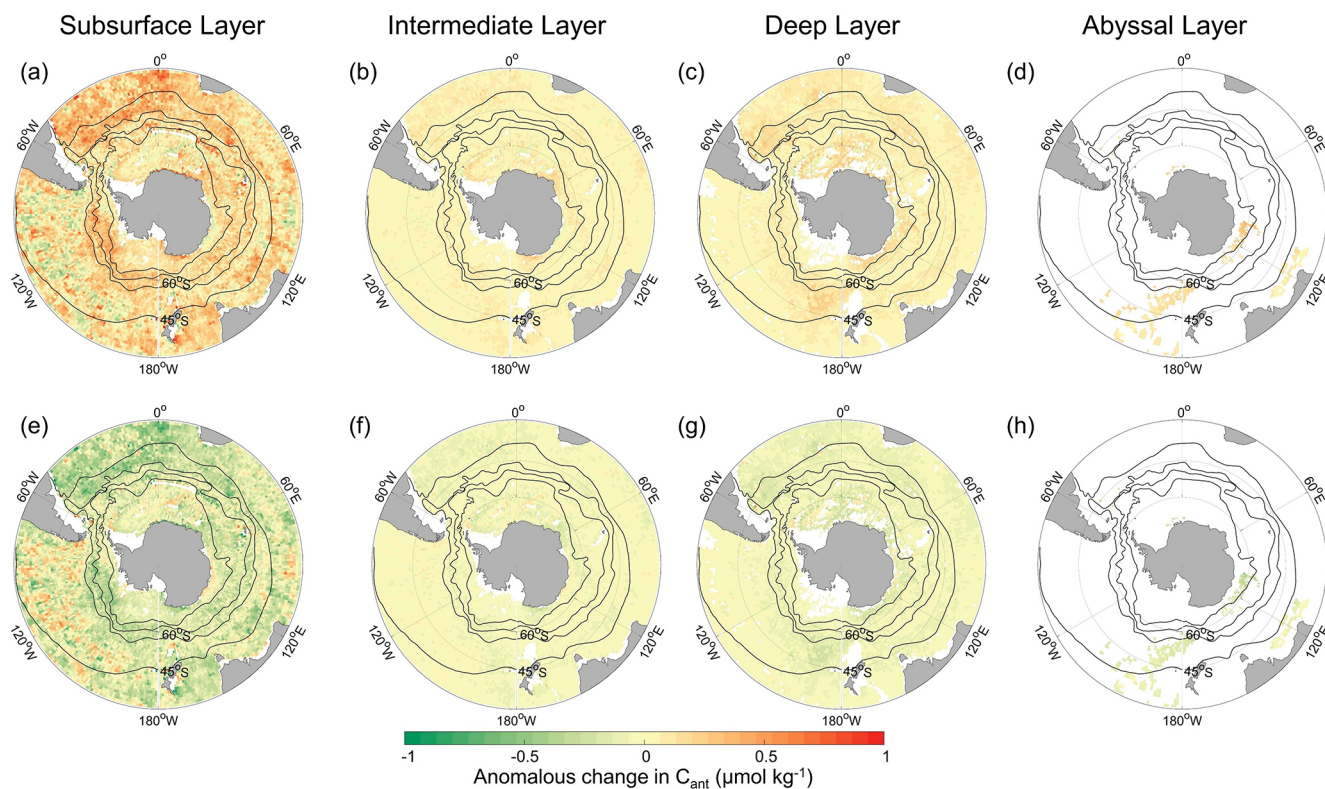 Subsurface Layer Intermediate Layer Deep Layer Abyssal Layer
(a) 0° 60°W 60°E 120°W 120°E 60°S 45°S 180°W
(b) 0° 60°W 60°E 120°W 120°E 60°S 45°S 180°W
(c) 0° 60°W 60°E 120°W 120°E 60°S 45°S 180°W
(d) 0° 60°W 60°E 120°W 120°E 60°S 45°S 180°W
(e) 0° 60°W 60°E 120°W 120°E 60°S 45°S 180°W
(f) 0° 60°W 60°E 120°W 120°E 60°S 45°S 180°W
(g) 0° 60°W 60°E 120°W 120°E 60°S 45°S 180°W
(h) 0° 60°W 60°E 120°W 120°E 60°S 45°S 180°W
-1 -0.5 0 0.5 1
Anomalous change in Cant (μmol kg⁻¹)